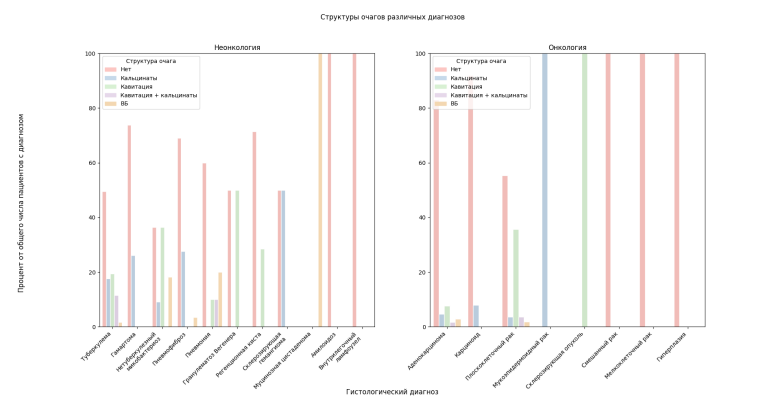 Структуры очагов различных диагнозов
Неонкология
Онкология
Процент от общего числа пациентов с диагнозом
100
80
60
40
20
0
Структура очага
Нет
Кальцинаты
Кавитация
Кавитация + кальцинаты
ВБ
Туберкулема
Гамартома
Нетуберкулезный
микобактериоз
Пневмофиброз
Пневмония
Гранулематоз Вегенера
Ретенционная киста
Склерозирующая
гемангиома
Муцинозная цистаденома
Амилоидоз
Внутрилегочный
лимфоузел
100
80
60
40
20
0
Структура очага
Нет
Кальцинаты
Кавитация
Кавитация + кальцинаты
ВБ
Аденокарцинома
Карциноид
Плоскоклеточный рак
Мукоэпидермоидный рак
Склерозирующая опухоль
Смешанный рак
Мелкоклеточный рак
Гиперплазия
Гистологический диагноз